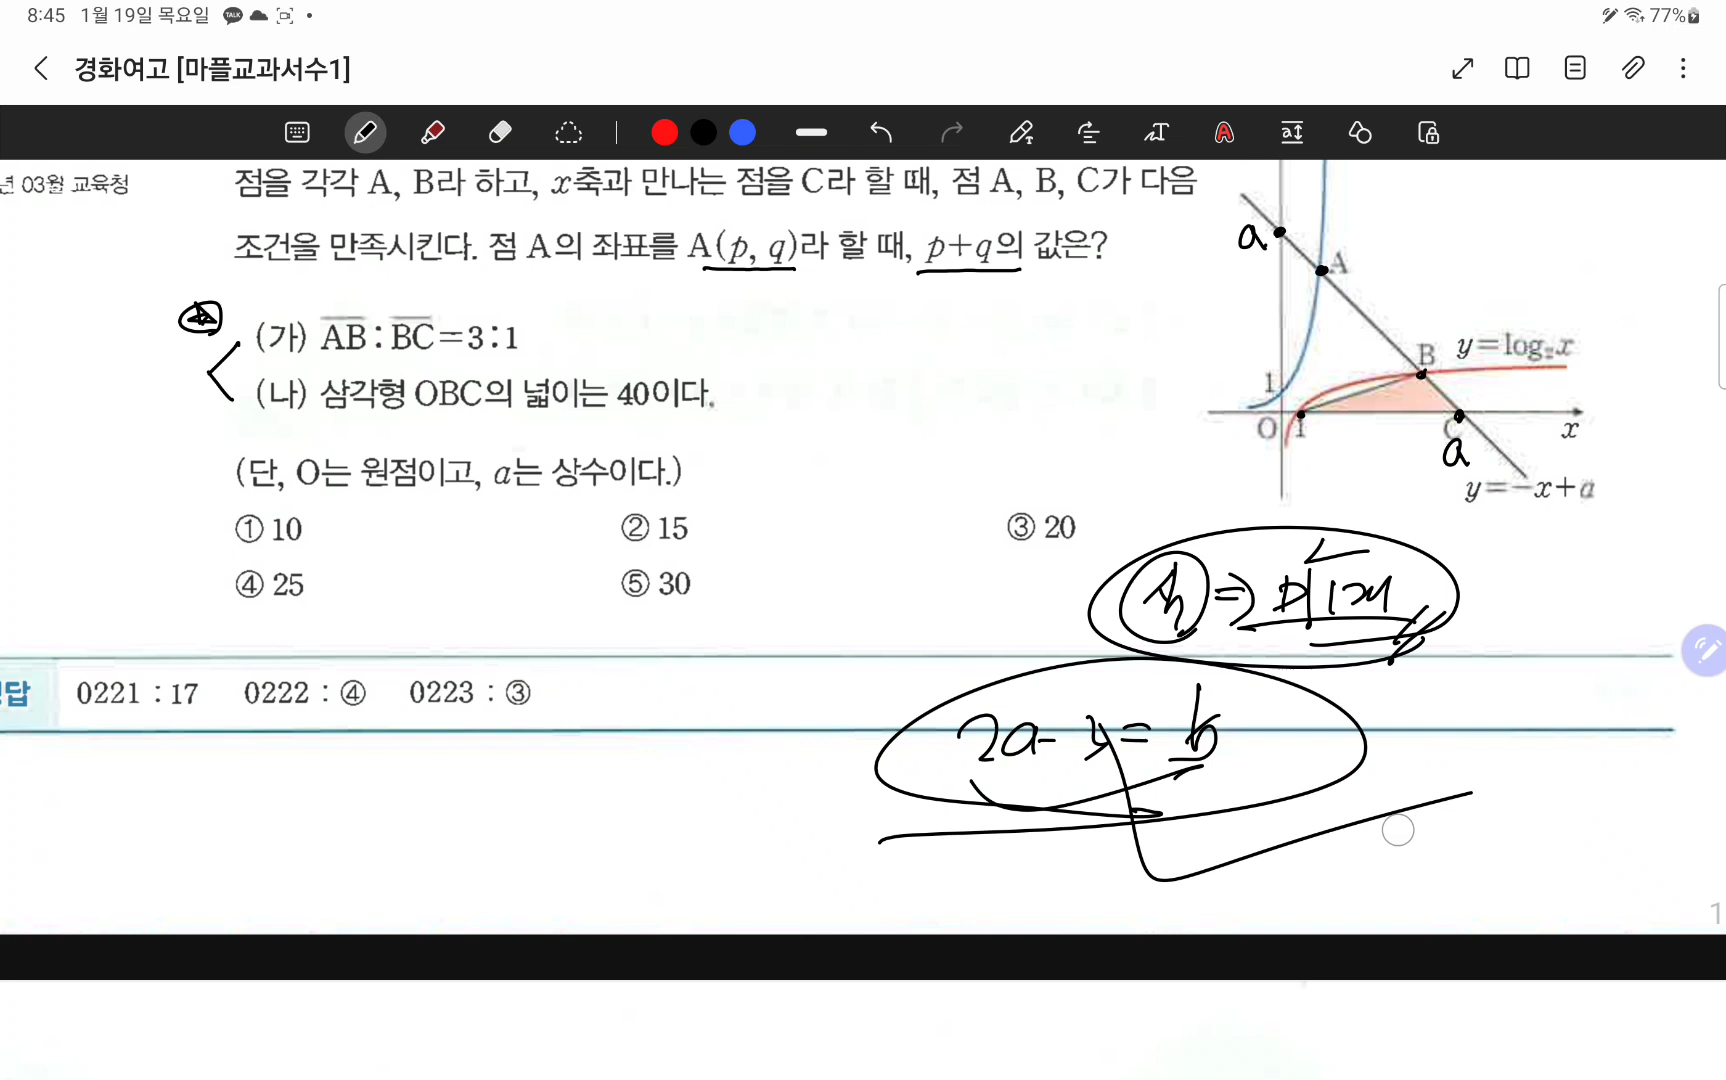 8:45 1월 19일 목요일 TALK 77%
경화여고 [마플교과서수1]
년 03월 교육청
점을 각각 A, B라 하고, x축과 만나는 점을 C라 할 때, 점 A, B, C가 다음
조건을 만족시킨다. 점 A의 좌표를 A(p, q)라 할 때, p+q의 값은?
(가) AB : BC=3 : 1
(나) 삼각형 OBC의 넓이는 40이다.
(단, O는 원점이고, a는 상수이다.)
① 10 ② 15 ③ 20
④ 25 ⑤ 30
a
A
B y=log₂x
1
O 1 C x
a
y=-x+a
답 0221 : 17 0222 : ④ 0223 : ③
2a- =
1